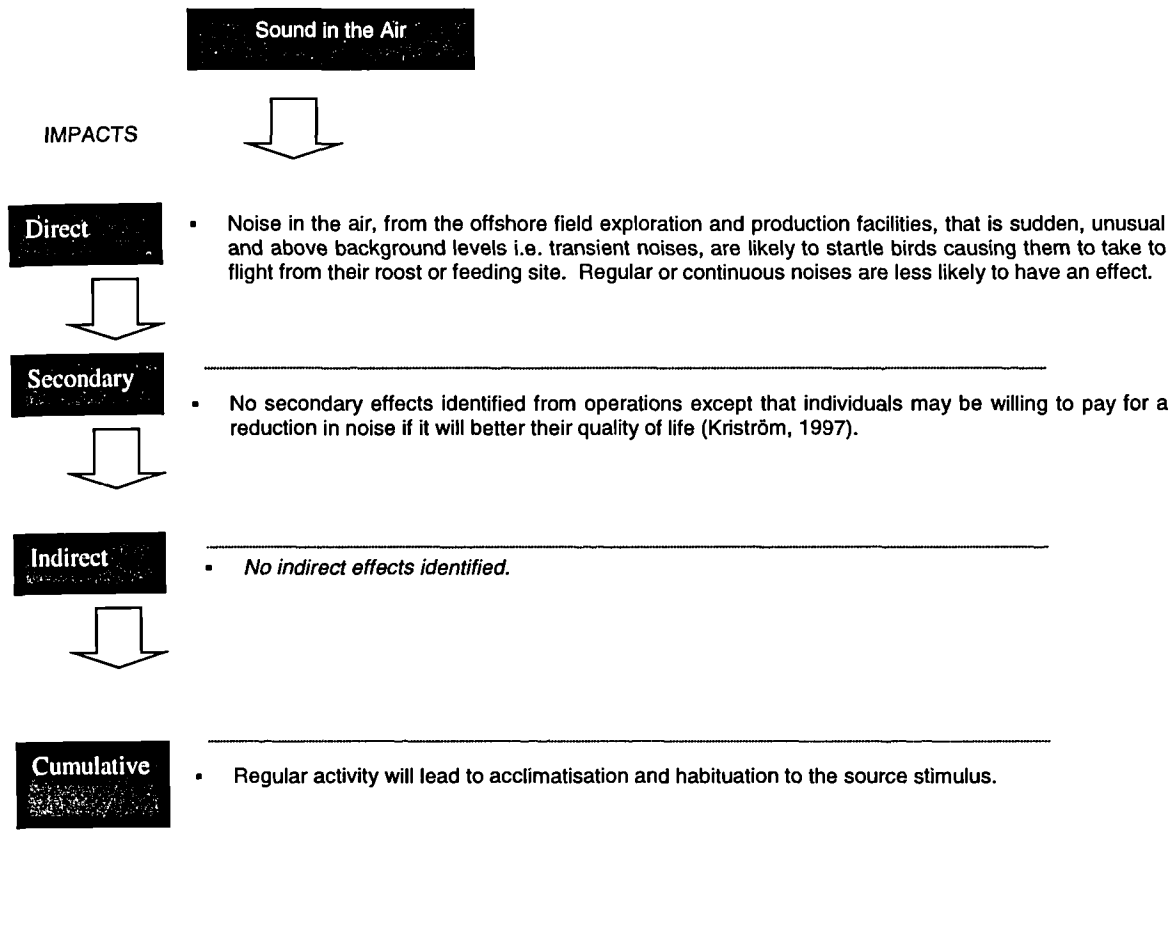 Sound in the Air
IMPACTS
Direct
▪ Noise in the air, from the offshore field exploration and production facilities, that is sudden, unusual
and above background levels i.e. transient noises, are likely to startle birds causing them to take to
flight from their roost or feeding site. Regular or continuous noises are less likely to have an effect.
Secondary
▪ No secondary effects identified from operations except that individuals may be willing to pay for a
reduction in noise if it will better their quality of life (Kriström, 1997).
Indirect
▪ No indirect effects identified.
Cumulative
▪ Regular activity will lead to acclimatisation and habituation to the source stimulus.